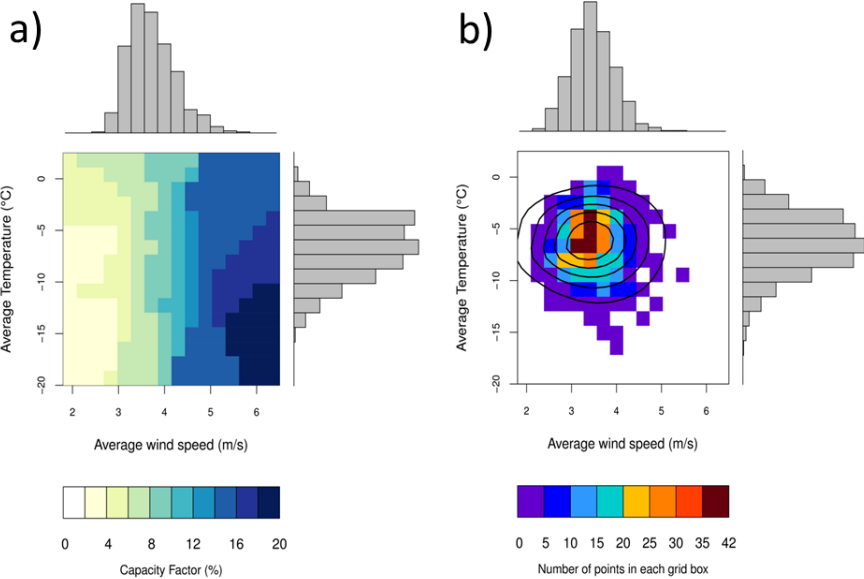 a)
0
-5
-10
-15
-20
Average Temperature (°C)
2 3 4 5 6
Average wind speed (m/s)
0 4 8 12 16 20
Capacity Factor (%)
b)
0
-5
-10
-15
-20
Average Temperature (°C)
2 3 4 5 6
Average wind speed (m/s)
0 5 10 15 20 25 30 35 42
Number of points in each grid box